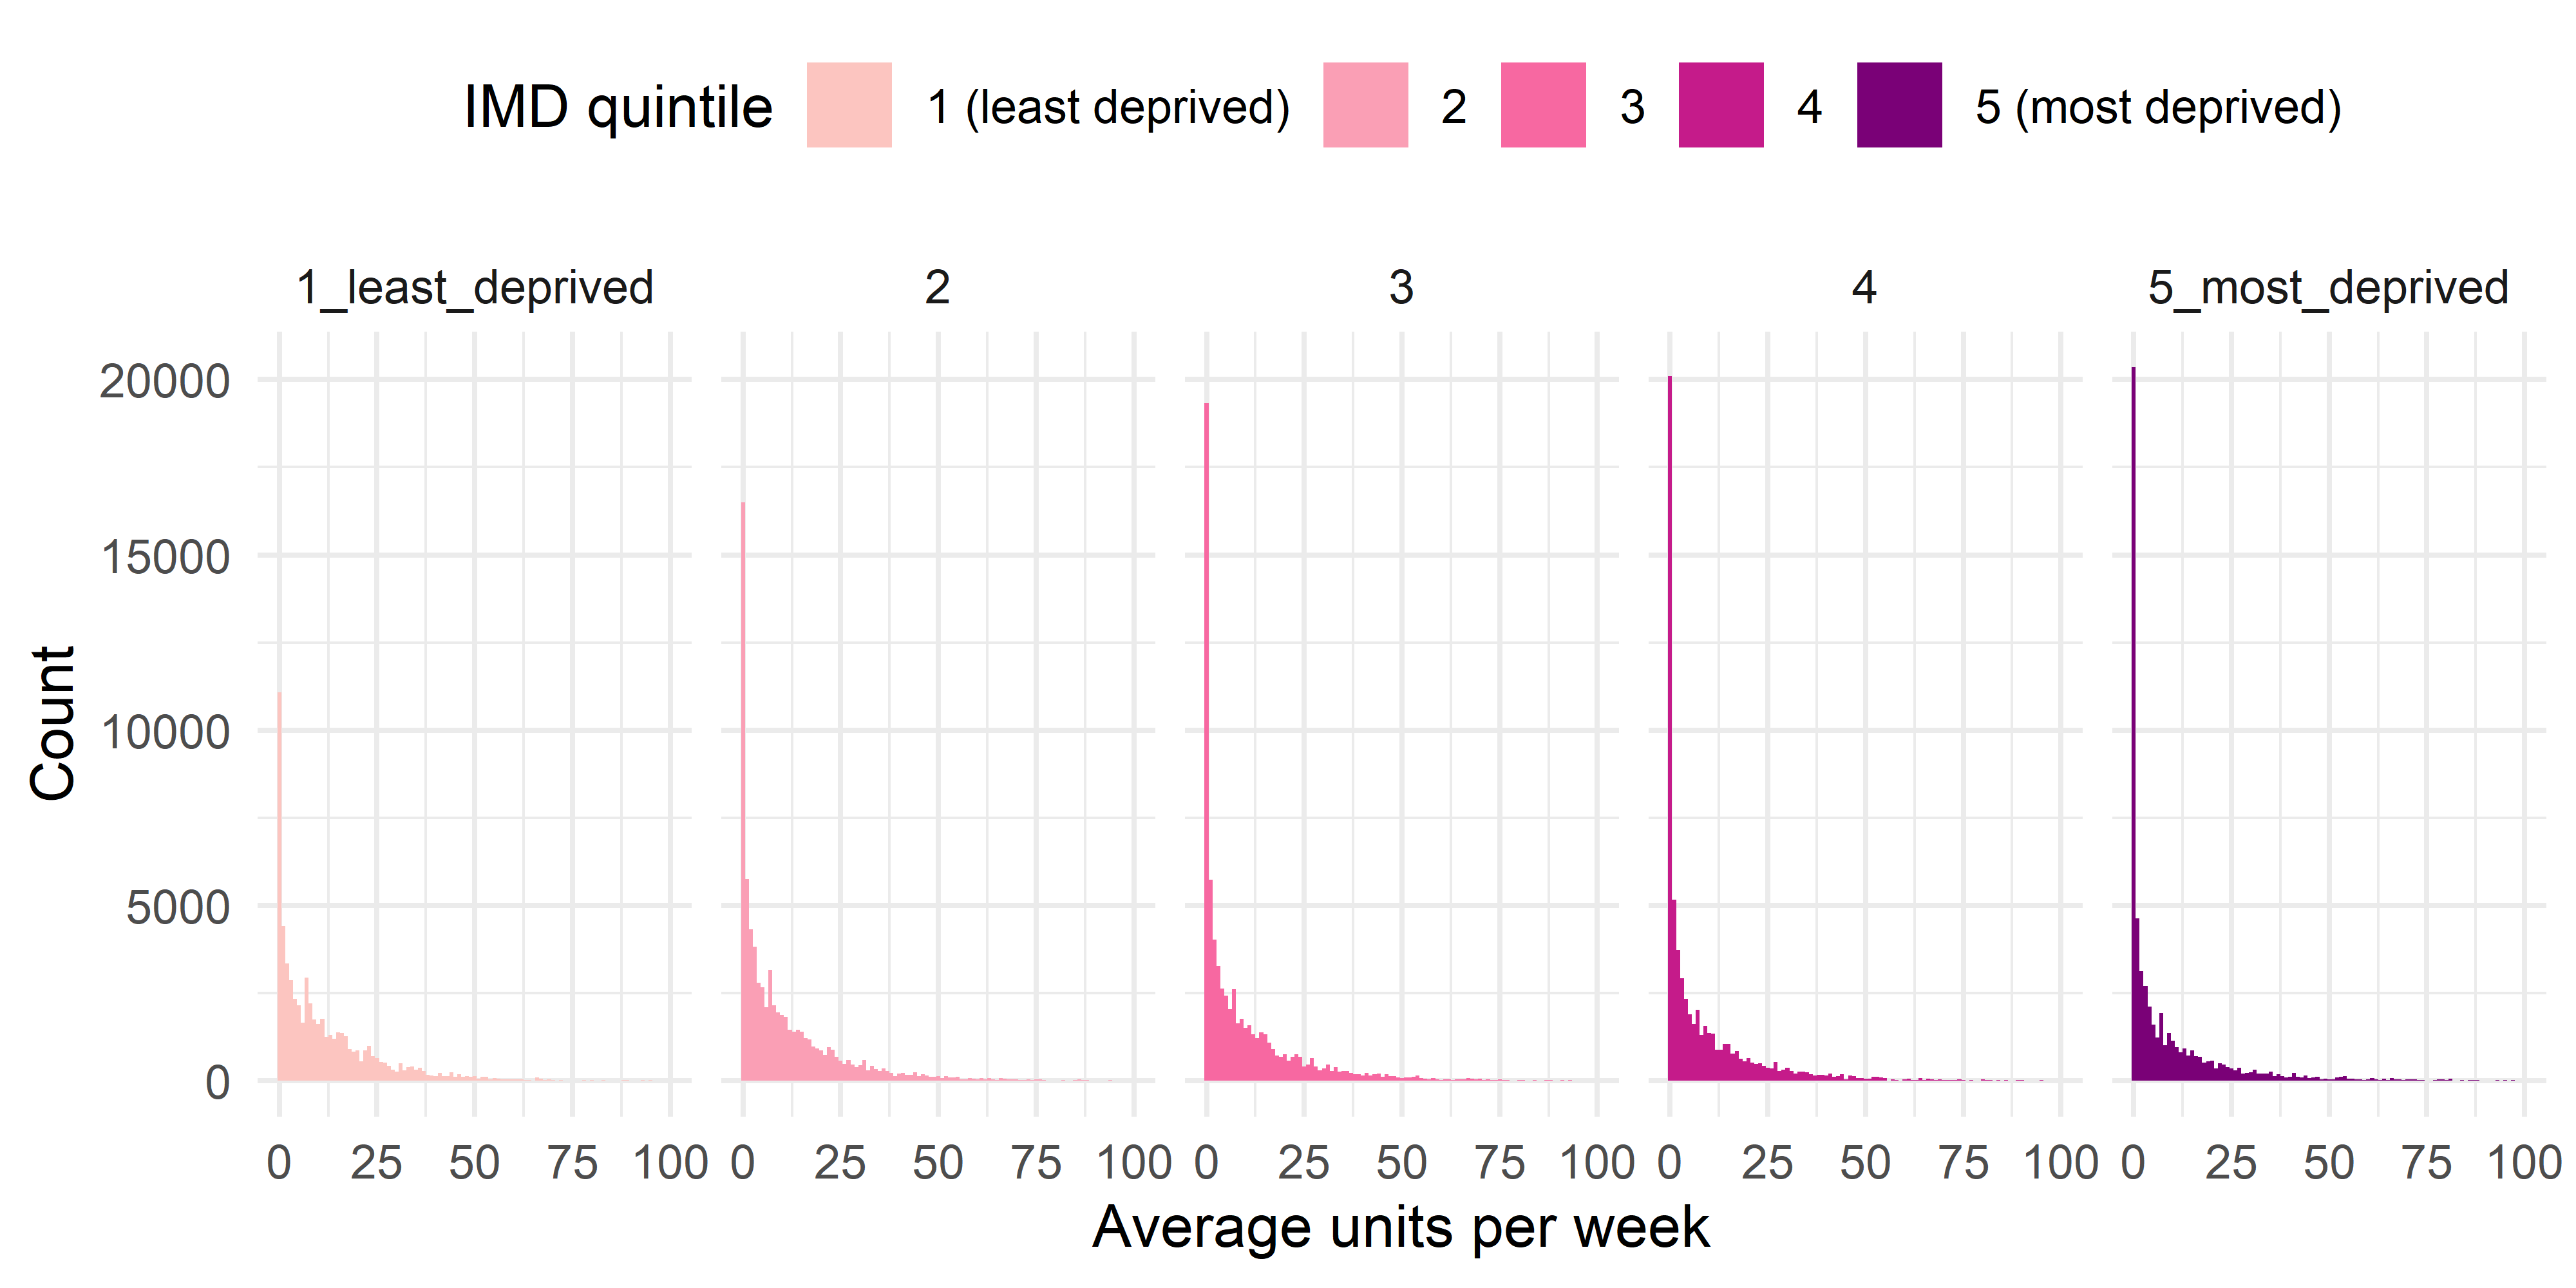 IMD quintile 1 (least deprived) 2 3 4 5 (most deprived)
1_least_deprived 2 3 4 5_most_deprived
20000
15000
10000
5000
0
Count
0 25 50 75 100 0 25 50 75 100 0 25 50 75 100 0 25 50 75 100 0 25 50 75 100
Average units per week